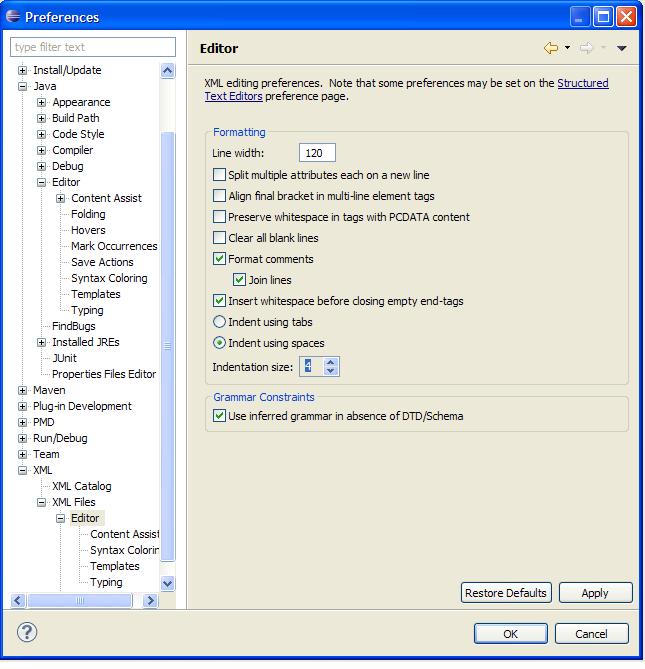 Preferences
type filter text
Install/Update
Java
Appearance
Build Path
Code Style
Compiler
Debug
Editor
Content Assist
Folding
Hovers
Mark Occurrences
Save Actions
Syntax Coloring
Templates
Typing
FindBugs
Installed JREs
JUnit
Properties Files Editor
Maven
Plug-in Development
PMD
Run/Debug
Team
XML
XML Catalog
XML Files
Editor
Content Assist
Syntax Colorin
Templates
Typing
Editor
XML editing preferences. Note that some preferences may be set on the Structured
Text Editors preference page.
Formatting
Line width: 120
Split multiple attributes each on a new line
Align final bracket in multi-line element tags
Preserve whitespace in tags with PCDATA content
Clear all blank lines
Format comments
Join lines
Insert whitespace before closing empty end-tags
Indent using tabs
Indent using spaces
Indentation size: 4
Grammar Constraints
Use inferred grammar in absence of DTD/Schema
Restore Defaults Apply
? OK Cancel